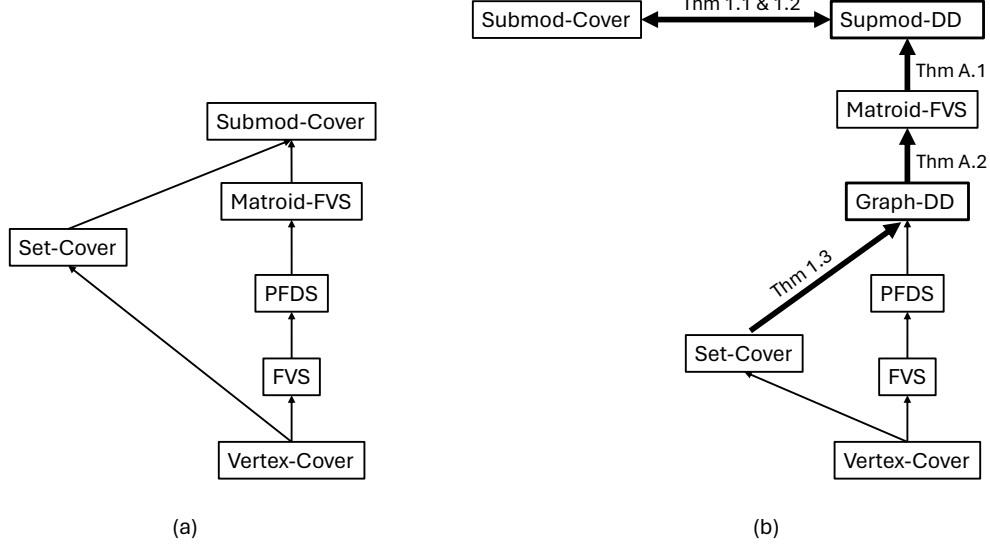 Submod-Cover
Thm 1.1 & 1.2
Supmod-DD
Thm A.1
Matroid-FVS
Thm A.2
Graph-DD
Thm 1.3
PFDS
Set-Cover
FVS
Vertex-Cover
(b)
Submod-Cover
Matroid-FVS
Set-Cover
PFDS
FVS
Vertex-Cover
(a)